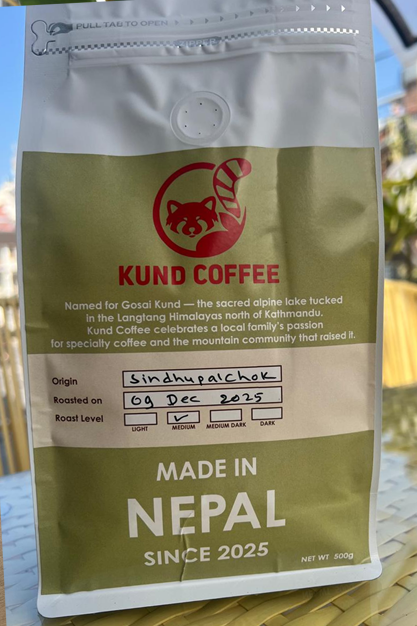 PULL TAB TO OPEN
KUND COFFEE
Named for Gosai Kund — the sacred alpine lake tucked
in the Langtang Himalayas north of Kathmandu.
Kund Coffee celebrates a local family's passion
for specialty coffee and the mountain community that raised it.
Origin Sindhupalchok
Roasted on 09 Dec 2025
Roast Level ✓
LIGHT MEDIUM MEDIUM DARK DARK
MADE IN
NEPAL
SINCE 2025
NET WT 500g